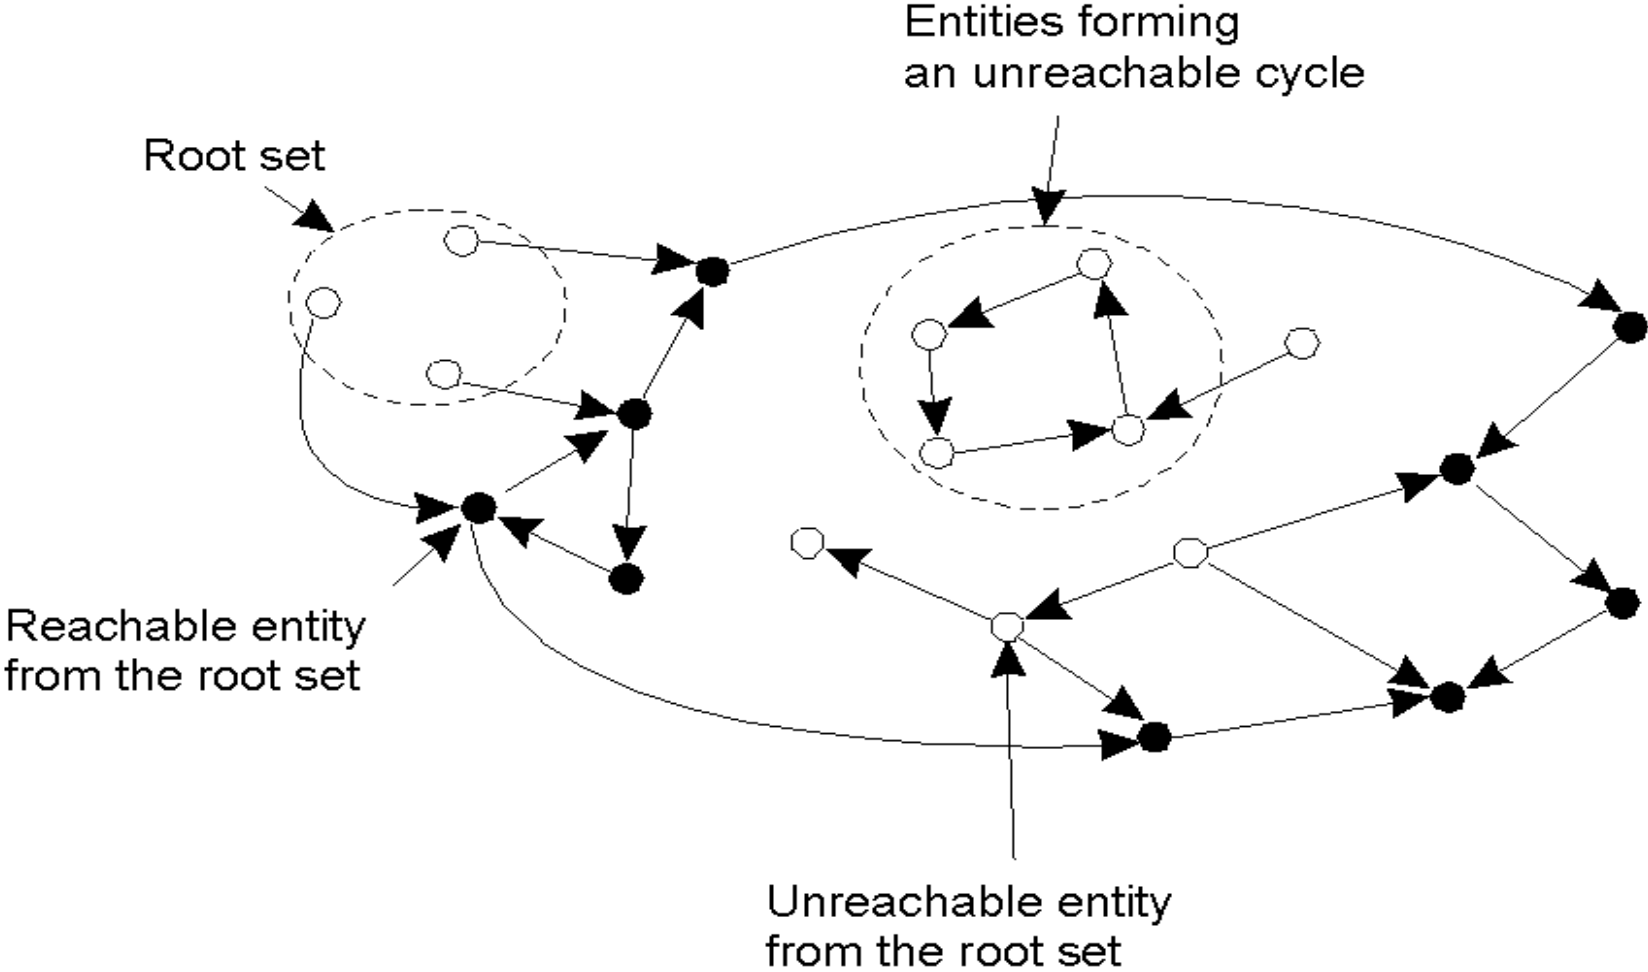 Entities forming
an unreachable cycle
Root set
Reachable entity
from the root set
Unreachable entity
from the root set